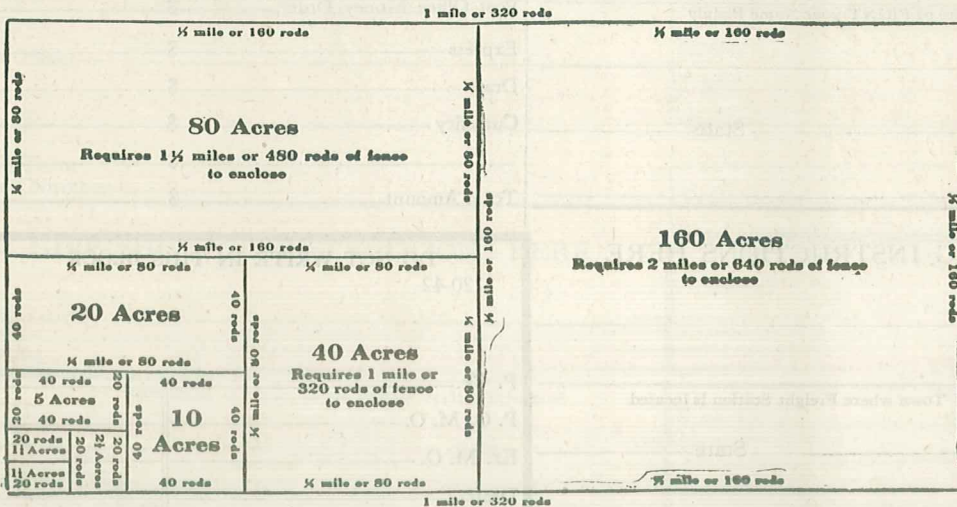 1 mile or 320 rods
½ mile or 160 rods
½ mile or 160 rods
¼ mile or 80 rods
80 Acres
Requires 1½ miles or 480 rods of fence
to enclose
¼ mile or 80 rods
½ mile or 160 rods
½ mile or 160 rods
160 Acres
Requires 2 miles or 640 rods of fence
to enclose
½ mile or 160 rods
¼ mile or 80 rods
40 rods
20 Acres
40 rods
¼ mile or 80 rods
¼ mile or 80 rods
¼ mile or 80 rods
40 Acres
Requires 1 mile or
320 rods of fence
to enclose
¼ mile or 80 rods
¼ mile or 80 rods
20 rods
40 rods
5 Acres
40 rods
20 rods
40 rods
40 rods
10
Acres
40 rods
40 rods
20 rods
1¼ Acres
1¼ Acres
20 rods
20 rods
2½ Acres
20 rods
½ mile or 160 rods
1 mile or 320 rods
State
Town where Freight Station is located
State